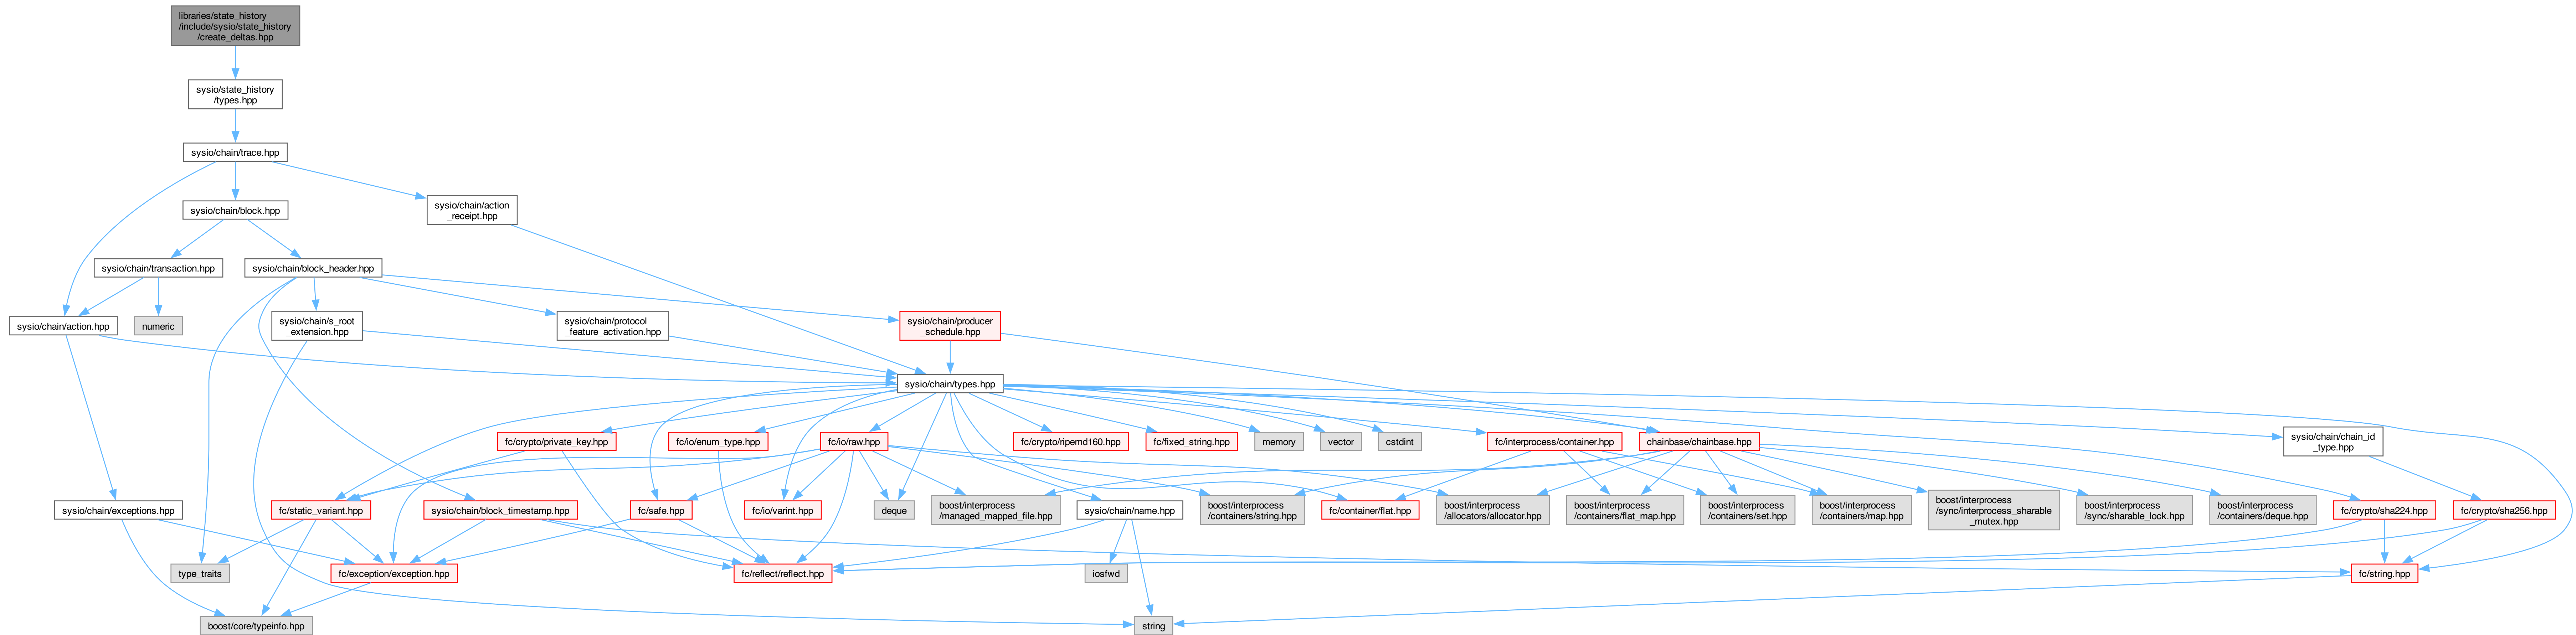 libraries/state_history
/include/sysio/state_history
/create_deltas.hpp
sysio/state_history
/types.hpp
sysio/chain/trace.hpp
sysio/chain/block.hpp
sysio/chain/action
_receipt.hpp
sysio/chain/transaction.hpp
sysio/chain/block_header.hpp
sysio/chain/action.hpp
numeric
sysio/chain/s_root
_extension.hpp
sysio/chain/protocol
_feature_activation.hpp
sysio/chain/producer
_schedule.hpp
sysio/chain/types.hpp
fc/crypto/private_key.hpp
fc/io/enum_type.hpp
fc/io/raw.hpp
fc/crypto/ripemd160.hpp
fc/fixed_string.hpp
memory
vector
cstdint
fc/interprocess/container.hpp
chainbase/chainbase.hpp
sysio/chain/chain_id
_type.hpp
sysio/chain/exceptions.hpp
fc/static_variant.hpp
sysio/chain/block_timestamp.hpp
fc/safe.hpp
fc/io/varint.hpp
deque
boost/interprocess
/managed_mapped_file.hpp
sysio/chain/name.hpp
boost/interprocess
/containers/string.hpp
fc/container/flat.hpp
boost/interprocess
/allocators/allocator.hpp
boost/interprocess
/containers/flat_map.hpp
boost/interprocess
/containers/set.hpp
boost/interprocess
/containers/map.hpp
boost/interprocess
/sync/interprocess_sharable
_mutex.hpp
boost/interprocess
/sync/sharable_lock.hpp
boost/interprocess
/containers/deque.hpp
fc/crypto/sha224.hpp
fc/crypto/sha256.hpp
type_traits
fc/exception/exception.hpp
fc/reflect/reflect.hpp
iosfwd
fc/string.hpp
boost/core/typeinfo.hpp
string